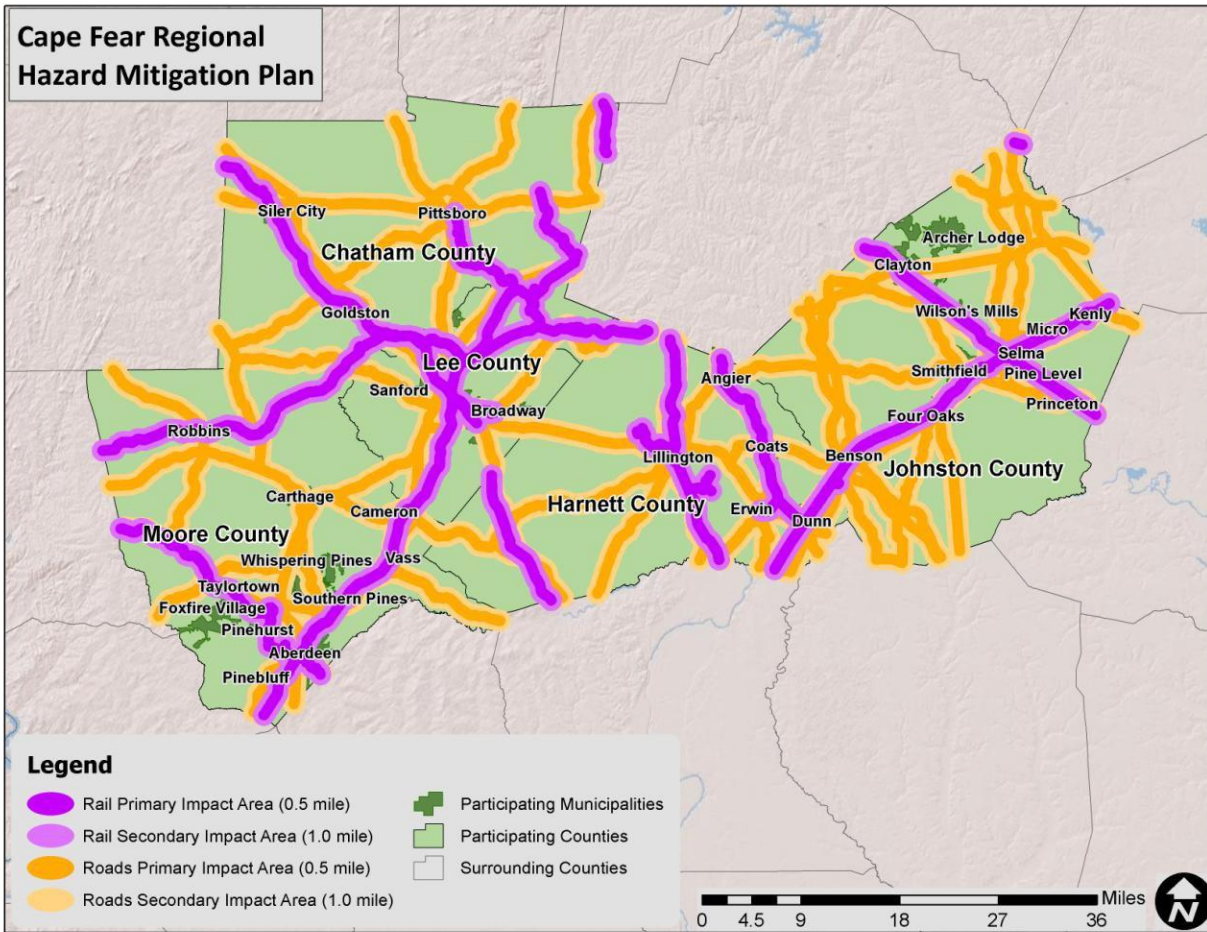 Cape Fear Regional
Hazard Mitigation Plan
Siler City
Pittsboro
Chatham County
Goldston
Lee County
Sanford
Broadway
Robbins
Carthage
Cameron
Moore County
Whispering Pines
Vass
Taylortown
Southern Pines
Foxfire Village
Pinehurst
Aberdeen
Pinebluff
Archer Lodge
Clayton
Wilson's Mills
Kenly
Micro
Selma
Smithfield
Pine Level
Princeton
Four Oaks
Angier
Coats
Benson
Lillington
Johnston County
Harnett County
Erwin
Dunn
Legend
Rail Primary Impact Area (0.5 mile)
Rail Secondary Impact Area (1.0 mile)
Roads Primary Impact Area (0.5 mile)
Roads Secondary Impact Area (1.0 mile)
Participating Municipalities
Participating Counties
Surrounding Counties
Miles
0 4.5 9 18 27 36
N